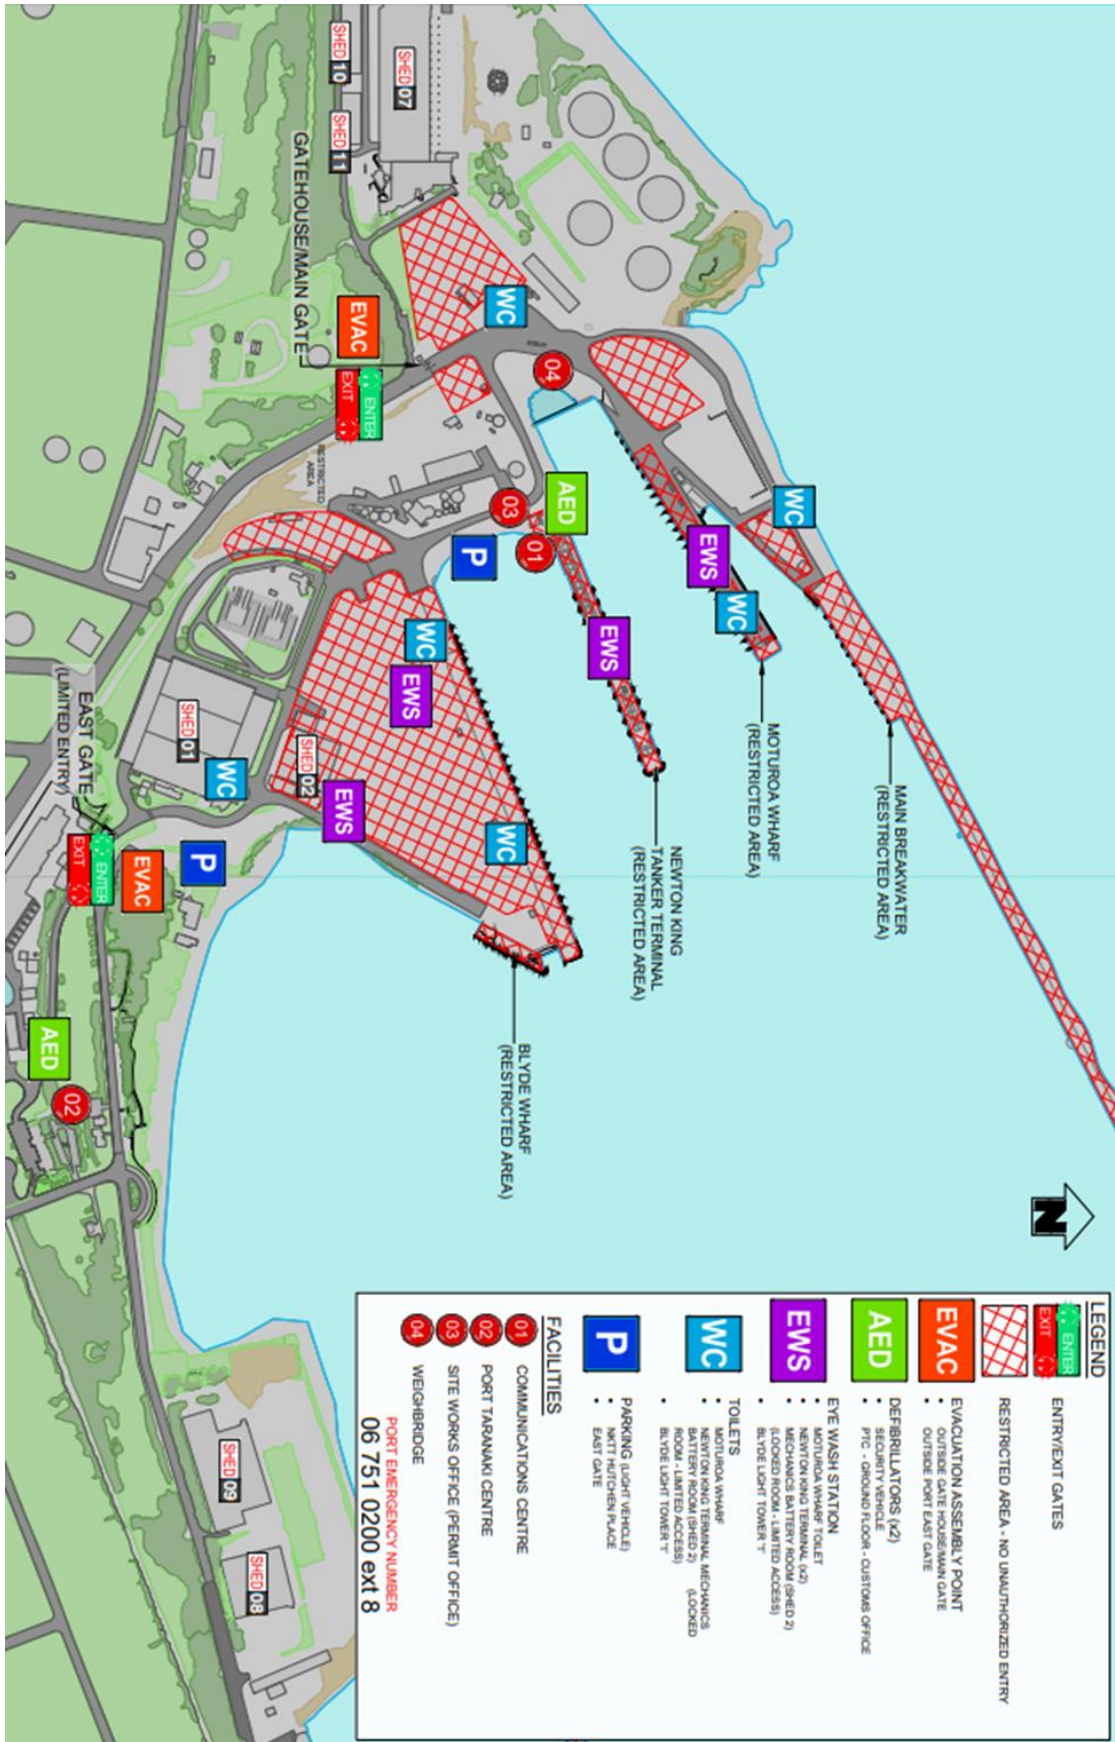 SHED 10
SHED 07
SHED 11
GATEHOUSE/MAIN GATE
EVAC
ENTER
EXIT
WC
04
RESTRICTED
AREA
03
AED
01
P
EWS
WC
EWS
WC
MAIN BREAKWATER
(RESTRICTED AREA)
MOTUROA WHARF
(RESTRICTED AREA)
NEWTON KING
TANKER TERMINAL
(RESTRICTED AREA)
WC
EWS
SHED 02
EWS
WC
BLYDE WHARF
(RESTRICTED AREA)
SHED 01
WC
EAST GATE
(LIMITED ENTRY)
ENTER
EXIT
EVAC
P
AED
02
SHED 09
SHED 08
N
LEGEND
ENTER
EXIT
ENTRY/EXIT GATES
RESTRICTED AREA - NO UNAUTHORIZED ENTRY
EVAC
EVACUATION ASSEMBLY POINT
• OUTSIDE GATE HOUSE/MAIN GATE
• OUTSIDE PORT EAST GATE
AED
DEFIBRILLATORS (x2)
• SECURITY VEHICLE
• PTC - GROUND FLOOR - CUSTOMS OFFICE
EWS
EYE WASH STATION
• MOTUROA WHARF TOILET
• NEWTON KING TERMINAL (x2)
• MECHANICS BATTERY ROOM (SHED 2)
(LOCKED ROOM - LIMITED ACCESS)
• BLYDE LIGHT TOWER '1'
WC
TOILETS
• MOTUROA WHARF
• NEWTON KING TERMINAL MECHANICS
BATTERY ROOM (SHED 2) (LOCKED
ROOM - LIMITED ACCESS)
• BLYDE LIGHT TOWER '1'
P
PARKING (LIGHT VEHICLE)
• NKTT HUTCHEN PLACE
• EAST GATE
FACILITIES
01 COMMUNICATIONS CENTRE
02 PORT TARANAKI CENTRE
03 SITE WORKS OFFICE (PERMIT OFFICE)
04 WEIGHBRIDGE
PORT EMERGENCY NUMBER
06 751 0200 ext 8